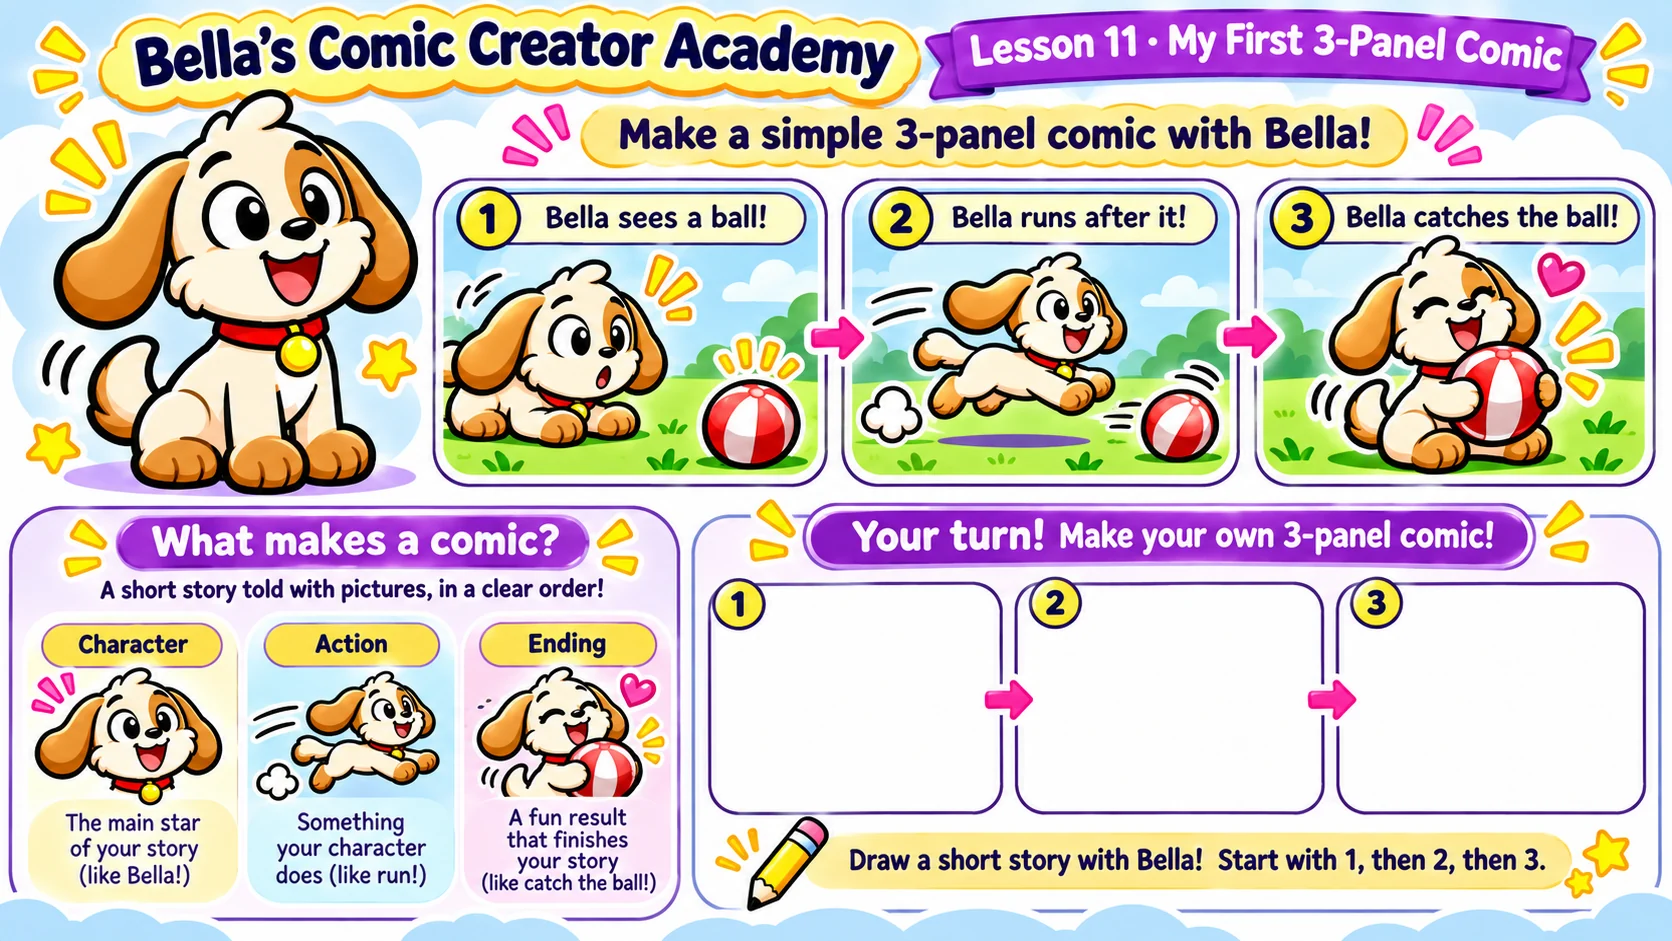 Bella's Comic Creator Academy
Lesson 11 · My First 3-Panel Comic
Make a simple 3-panel comic with Bella!
1 Bella sees a ball!
2 Bella runs after it!
3 Bella catches the ball!
What makes a comic?
A short story told with pictures, in a clear order!
Character
The main star
of your story
(like Bella!)
Action
Something
your character
does (like run!)
Ending
A fun result
that finishes
your story
(like catch the ball!)
Your turn! Make your own 3-panel comic!
1
2
3
Draw a short story with Bella! Start with 1, then 2, then 3.